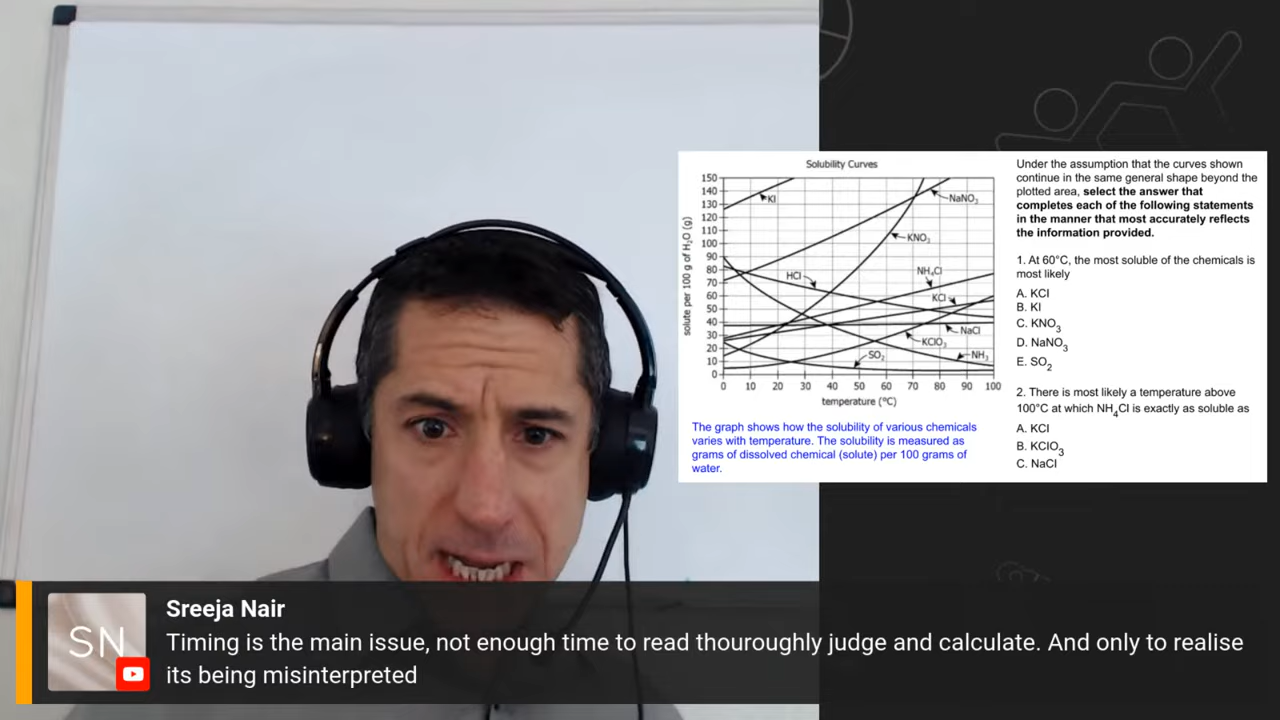 Solubility Curves
solute per 100 g of H₂O (g)
150
140
130
120
110
100
90
80
70
60
50
40
30
20
10
0
KI
NaNO₃
KNO₃
HCl
NH₄Cl
KCl
NaCl
KClO₃
SO₂
NH₃
0 10 20 30 40 50 60 70 80 90 100
temperature (°C)
The graph shows how the solubility of various chemicals
varies with temperature. The solubility is measured as
grams of dissolved chemical (solute) per 100 grams of
water.
Under the assumption that the curves shown
continue in the same general shape beyond the
plotted area, select the answer that
completes each of the following statements
in the manner that most accurately reflects
the information provided.
1. At 60°C, the most soluble of the chemicals is
most likely
A. KCl
B. KI
C. KNO₃
D. NaNO₃
E. SO₂
2. There is most likely a temperature above
100°C at which NH₄Cl is exactly as soluble as
A. KCl
B. KClO₃
C. NaCl
SN
Sreeja Nair
Timing is the main issue, not enough time to read thouroughly judge and calculate. And only to realise
its being misinterpreted